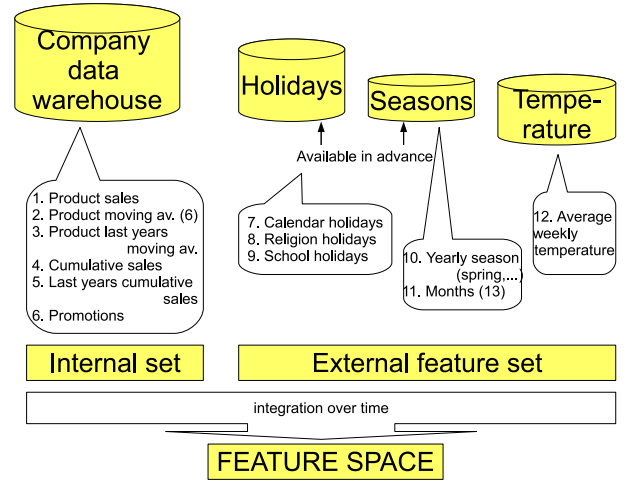 Company
data
warehouse
Holidays
Seasons
Tempe-
rature
Available in advance
1. Product sales
2. Product moving av. (6)
3. Product last years
moving av.
4. Cumulative sales
5. Last years cumulative
sales
6. Promotions
7. Calendar holidays
8. Religion holidays
9. School holidays
10. Yearly season
(spring,...)
11. Months (13)
12. Average
weekly
temperature
Internal set
External feature set
integration over time
FEATURE SPACE